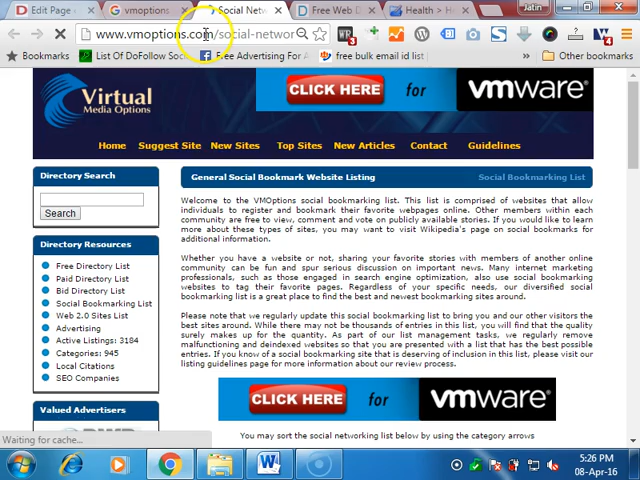 Edit Page
vmoptions
Social Netw
Free Web D
Health > H
www.vmoptions.com/social-networ
Bookmarks
List Of DoFollow Soc
Free Advertising For A
free bulk email id list
Other bookmarks
Virtual
Media Options
CLICK HERE for vmware
Home Suggest Site New Sites Top Sites New Articles Contact Guidelines
Directory Search
Search
Directory Resources
Free Directory List
Paid Directory List
Bid Directory List
Social Bookmarking List
Web 2.0 Sites List
Advertising
Active Listings: 3184
Categories: 945
Local Citations
SEO Companies
Valued Advertisers
General Social Bookmark Website Listing Social Bookmarking List
Welcome to the VMOptions social bookmarking list. This list is comprised of websites that allow
individuals to register and bookmark their favorite webpages online. Other members within each
community are free to view, comment and vote on publicly available stories. If you would like to learn
more about these types of sites, you may want to visit Wikipedia's page on social bookmarks for
additional information.
Whether you have a website or not, sharing your favorite stories with members of another online
community can be fun and spur serious discussion on important news. Many internet marketing
professionals, such as those engaged in search engine optimization, also use social bookmarking
websites to tag their favorite pages. Regardless of your specific needs, our diversified social
bookmarking list is a great place to find the best and newest bookmarking sites around.
Please note that we regularly update this social bookmarking list to bring you and our other visitors the
best sites around. While there may not be thousands of entries in this list, you will find that the quality
surely makes up for the quantity. As part of our list management tasks, we regularly remove
malfunctioning and deindexed websites so that you are presented with a list that has the best possible
entries. If you know of a social bookmarking site that is deserving of inclusion in this list, please visit our
listing guidelines page for more information about our review process.
CLICK HERE for vmware
You may sort the social networking list below by using the category arrows
Waiting for cache...
5:26 PM
08-Apr-16